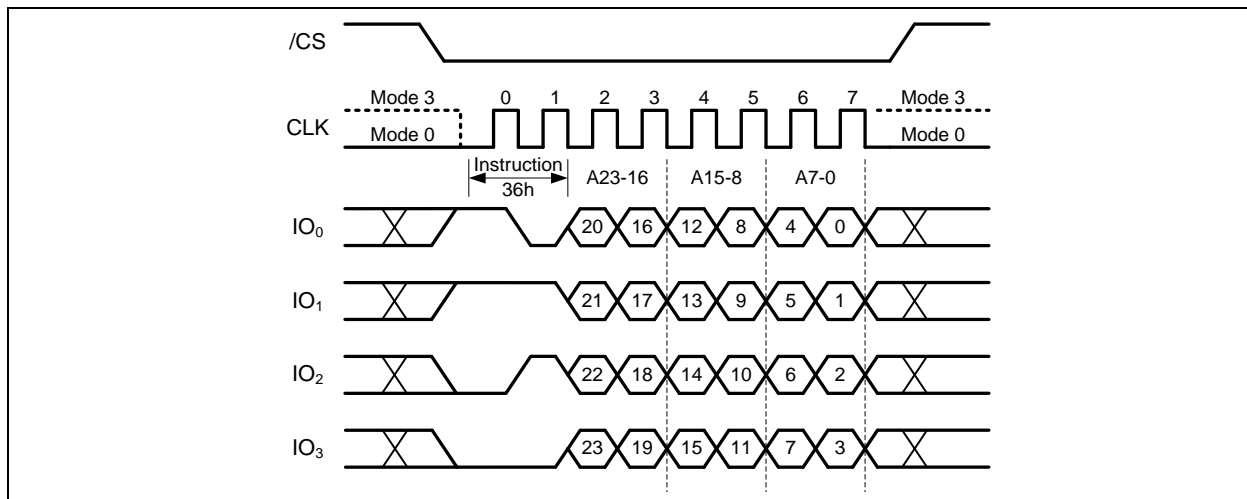 /CS
Mode 3 0 1 2 3 4 5 6 7 Mode 3
CLK
Mode 0 Mode 0
Instruction
36h
A23-16 A15-8 A7-0
IO0 20 16 12 8 4 0
IO1 21 17 13 9 5 1
IO2 22 18 14 10 6 2
IO3 23 19 15 11 7 3